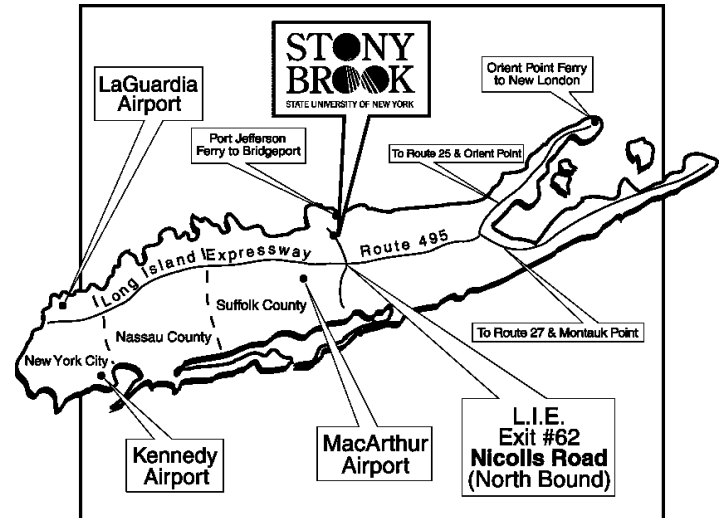 STONY
BROOK
STATE UNIVERSITY OF NEW YORK
LaGuardia
Airport
Orient Point Ferry
to New London
Port Jefferson
Ferry to Bridgeport
To Route 25 & Orient Point
Long Island Expressway
Route 495
Suffolk County
Nassau County
New York City
To Route 27 & Montauk Point
Kennedy
Airport
MacArthur
Airport
L.I.E.
Exit #62
Nicolls Road
(North Bound)